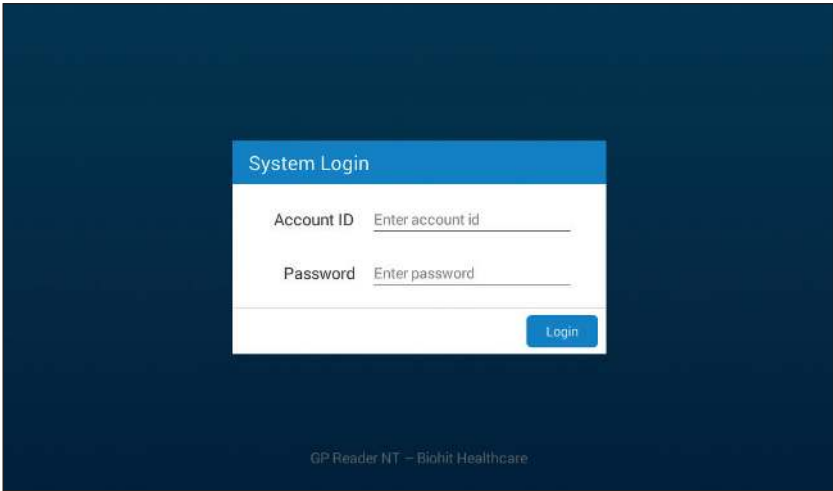 System Login
Account ID Enter account id
Password Enter password
Login
GP Reader NT – Biohit Healthcare